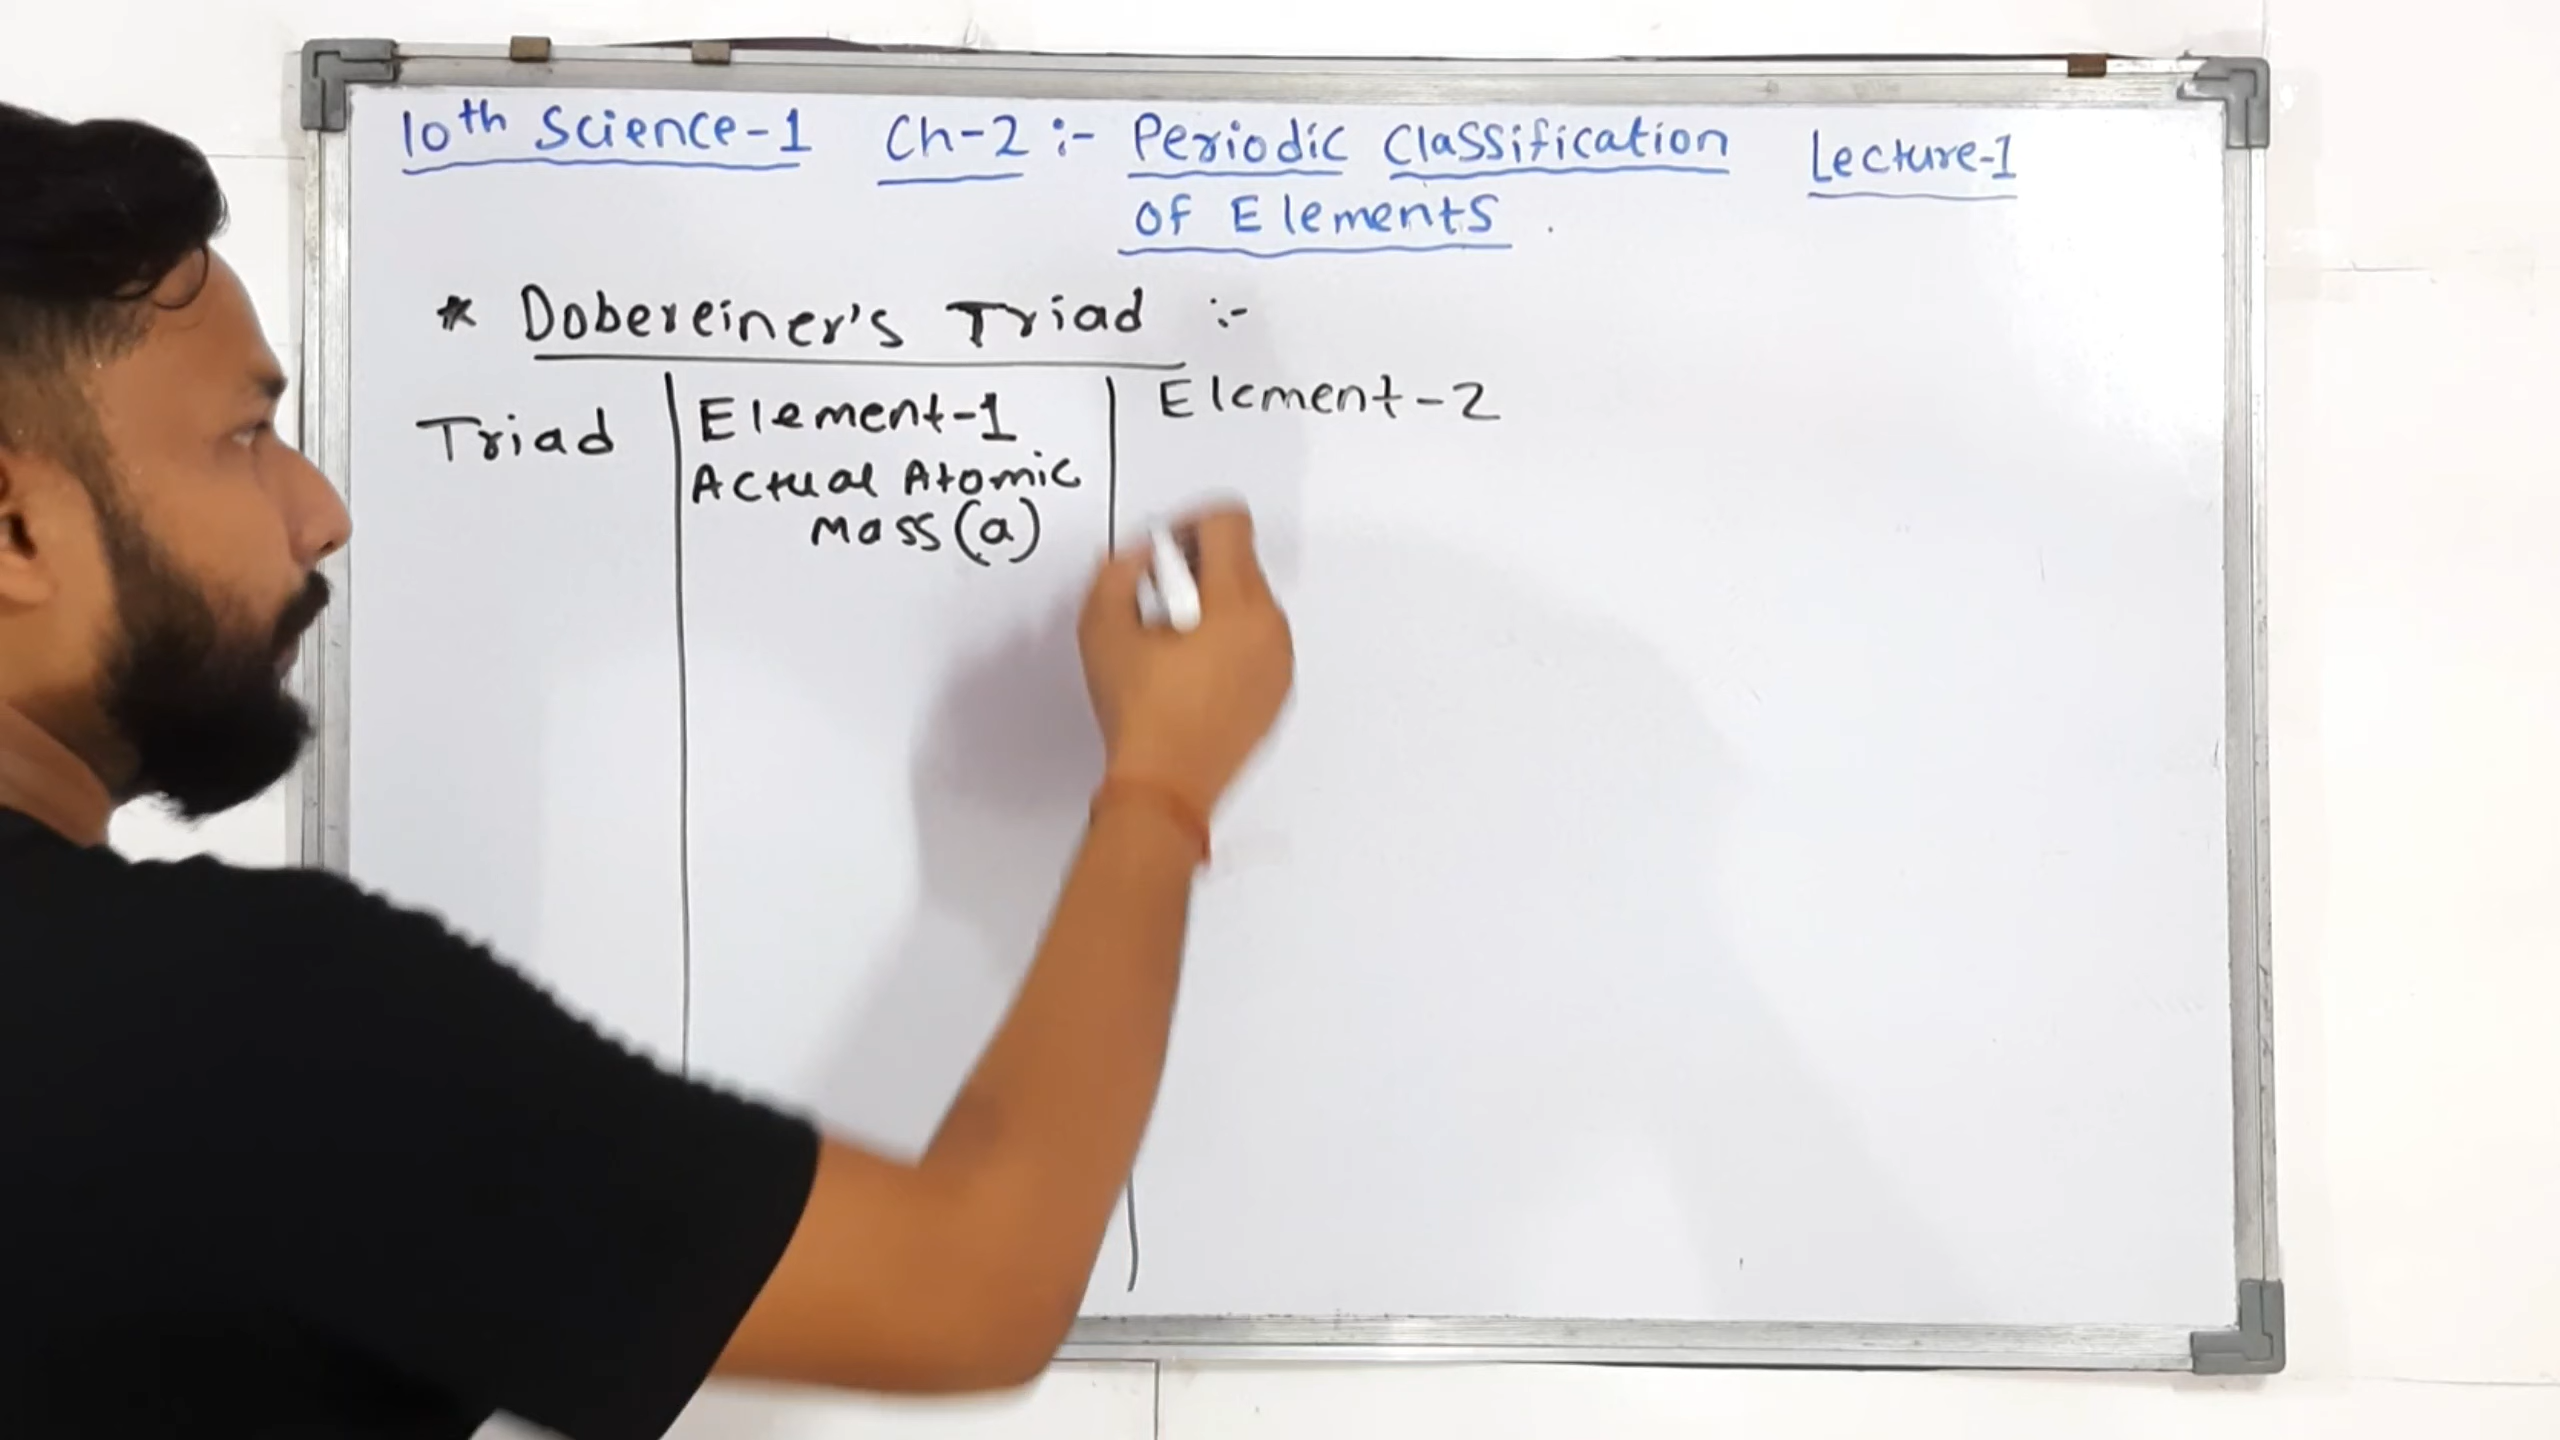 10th Science-1 Ch-2 :- Periodic Classification Lecture-1
of Elements .
* Dobereiner's Triad :-
Triad Element-1 Element-2
Actual Atomic
Mass (a)